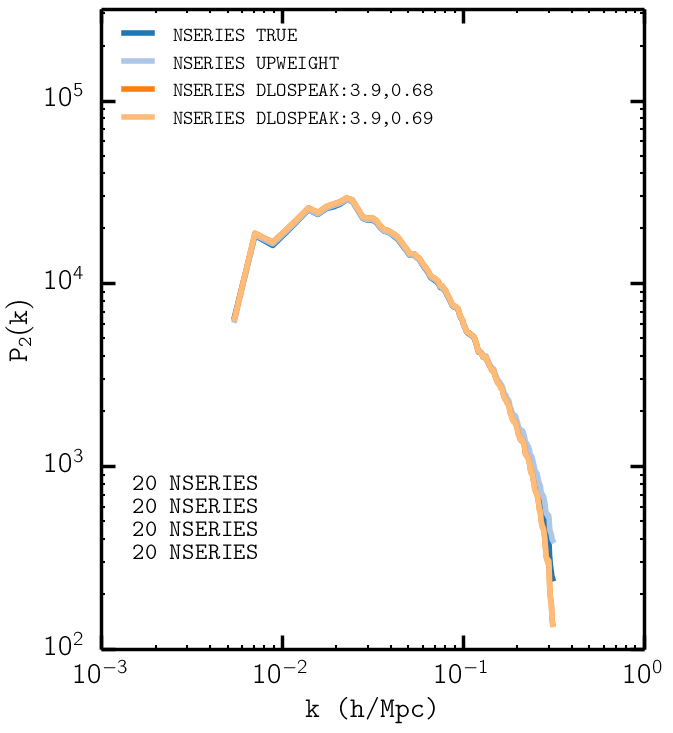 NSERIES TRUE
NSERIES UPWEIGHT
NSERIES DLOSPEAK:3.9,0.68
NSERIES DLOSPEAK:3.9,0.69
10^5
10^4
10^3
10^2
P_2(k)
20 NSERIES
20 NSERIES
20 NSERIES
20 NSERIES
10^−3 10^−2 10^−1 10^0
k (h/Mpc)